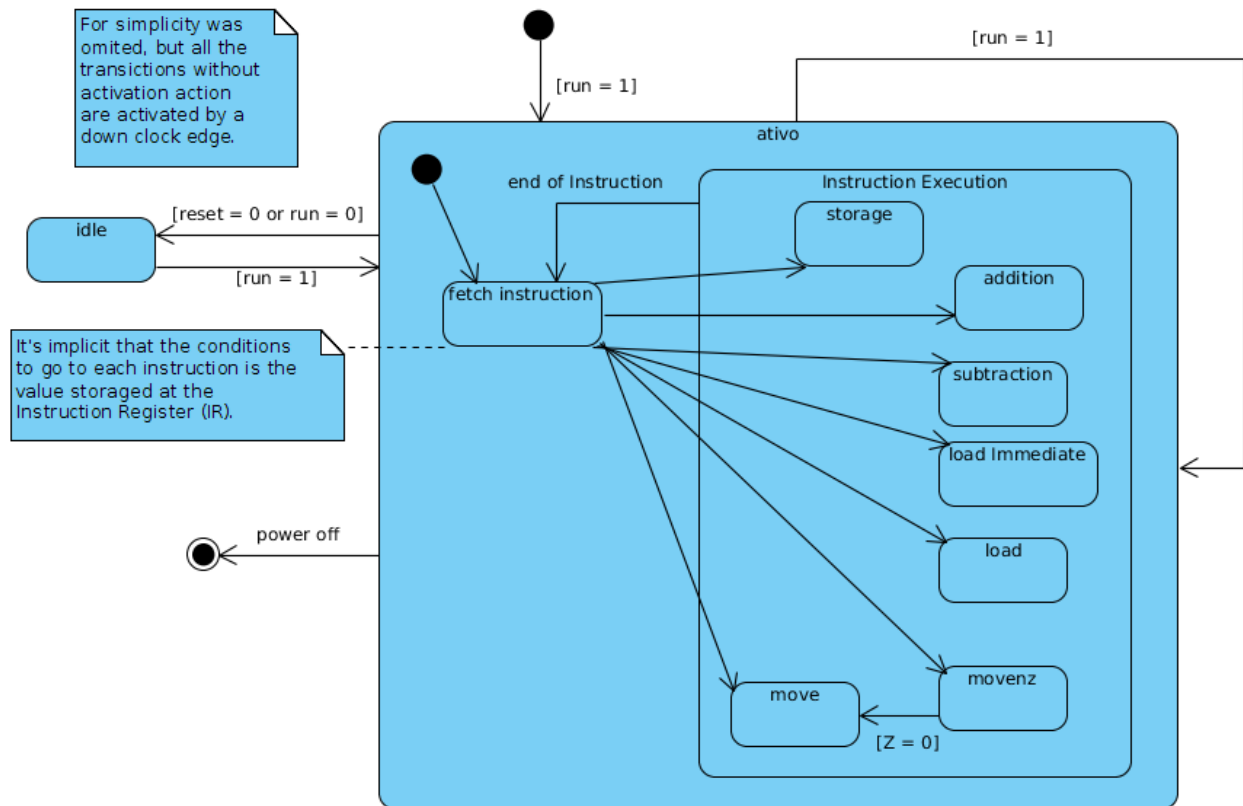 For simplicity was
omited, but all the
transictions without
activation action
are activated by a
down clock edge.
[run = 1]
[run = 1]
ativo
end of Instruction
Instruction Execution
storage
[reset = 0 or run = 0]
idle
[run = 1]
addition
fetch instruction
It's implicit that the conditions
to go to each instruction is the
value storaged at the
Instruction Register (IR).
subtraction
load Immediate
power off
load
move
movenz
[Z = 0]